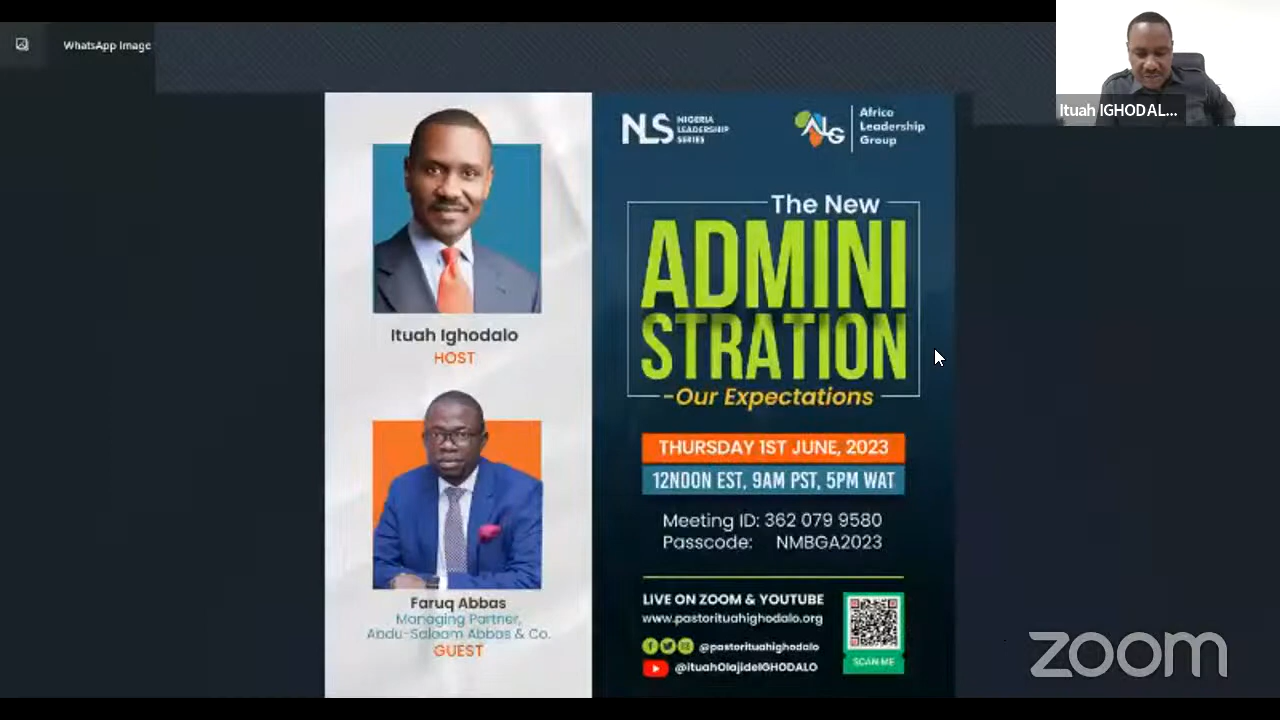 WhatsApp Image
Ituah IGHODAL...
NLS NIGERIA LEADERSHIP SERIES
ALG Africa Leadership Group
The New
ADMINI
STRATION
-Our Expectations
Ituah Ighodalo
HOST
Faruq Abbas
Managing Partner,
Abdu-Salaam Abbas & Co.
GUEST
THURSDAY 1ST JUNE, 2023
12NOON EST, 9AM PST, 5PM WAT
Meeting ID: 362 079 9580
Passcode: NMBGA2023
LIVE ON ZOOM & YOUTUBE
www.pastorituahighodalo.org
@pastorituahighodalo
@ituahOlajideIGHODALO
SCAN ME
zoom